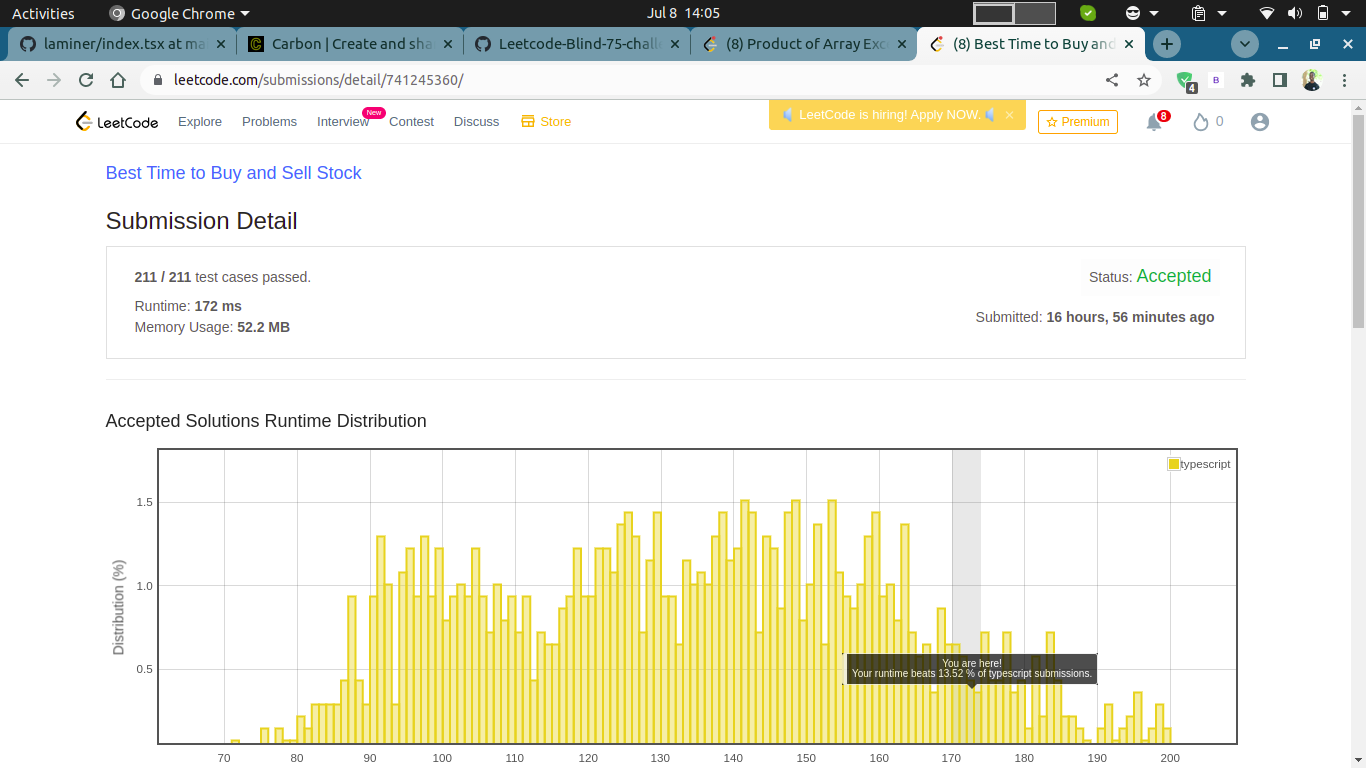 Activities
Google Chrome
Jul 8 14:05
laminer/index.tsx at ma
Carbon | Create and sha
Leetcode-Blind-75-chall
(8) Product of Array Exc
(8) Best Time to Buy and
leetcode.com/submissions/detail/741245360/
4
B
LeetCode
Explore
Problems
Interview
New
Contest
Discuss
Store
LeetCode is hiring! Apply NOW.
Premium
8
0
Best Time to Buy and Sell Stock
Submission Detail
211 / 211 test cases passed.
Status: Accepted
Runtime: 172 ms
Memory Usage: 52.2 MB
Submitted: 16 hours, 56 minutes ago
Accepted Solutions Runtime Distribution
typescript
1.5
1.0
0.5
Distribution (%)
You are here!
Your runtime beats 13.52 % of typescript submissions.
70 80 90 100 110 120 130 140 150 160 170 180 190 200